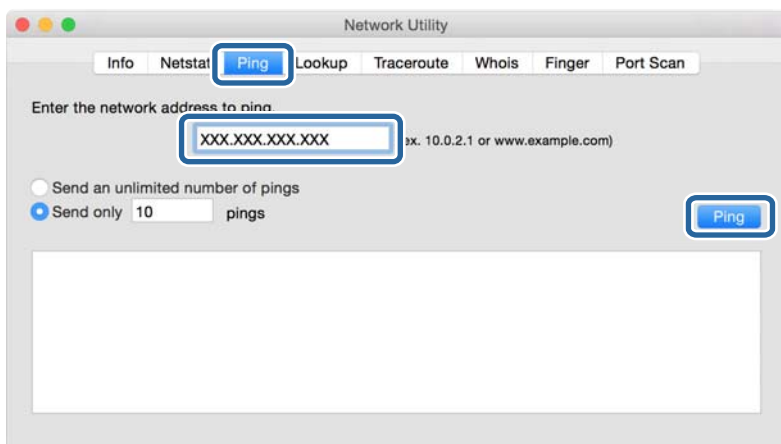 Network Utility
Info Netstat Ping Lookup Traceroute Whois Finger Port Scan
Enter the network address to ping.
XXX.XXX.XXX.XXX ex. 10.0.2.1 or www.example.com)
Send an unlimited number of pings
Send only 10 pings
Ping